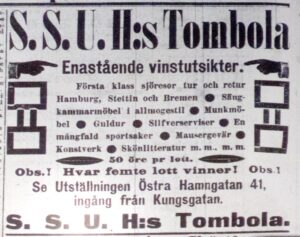 S. S. U. H:s Tombola
Enastående vinstutsikter.
Första klass sjöresor tur och retur
Hamburg, Stettin och Bremen ● Säng-
kammarmöbel i allmogestil ● Munkmö-
bel ● Guldur ● Silfverserviser ● En
mångfald sportsaker ● Mausergevär ●
Konstverk ● Skönlitteratur m. m., m. m.
50 öre pr lott.
Obs.! Hvar femte lott vinner! Obs.!
Se Utställningen Östra Hamngatan 41,
ingång från Kungsgatan.
S. S. U. H:s Tombola.